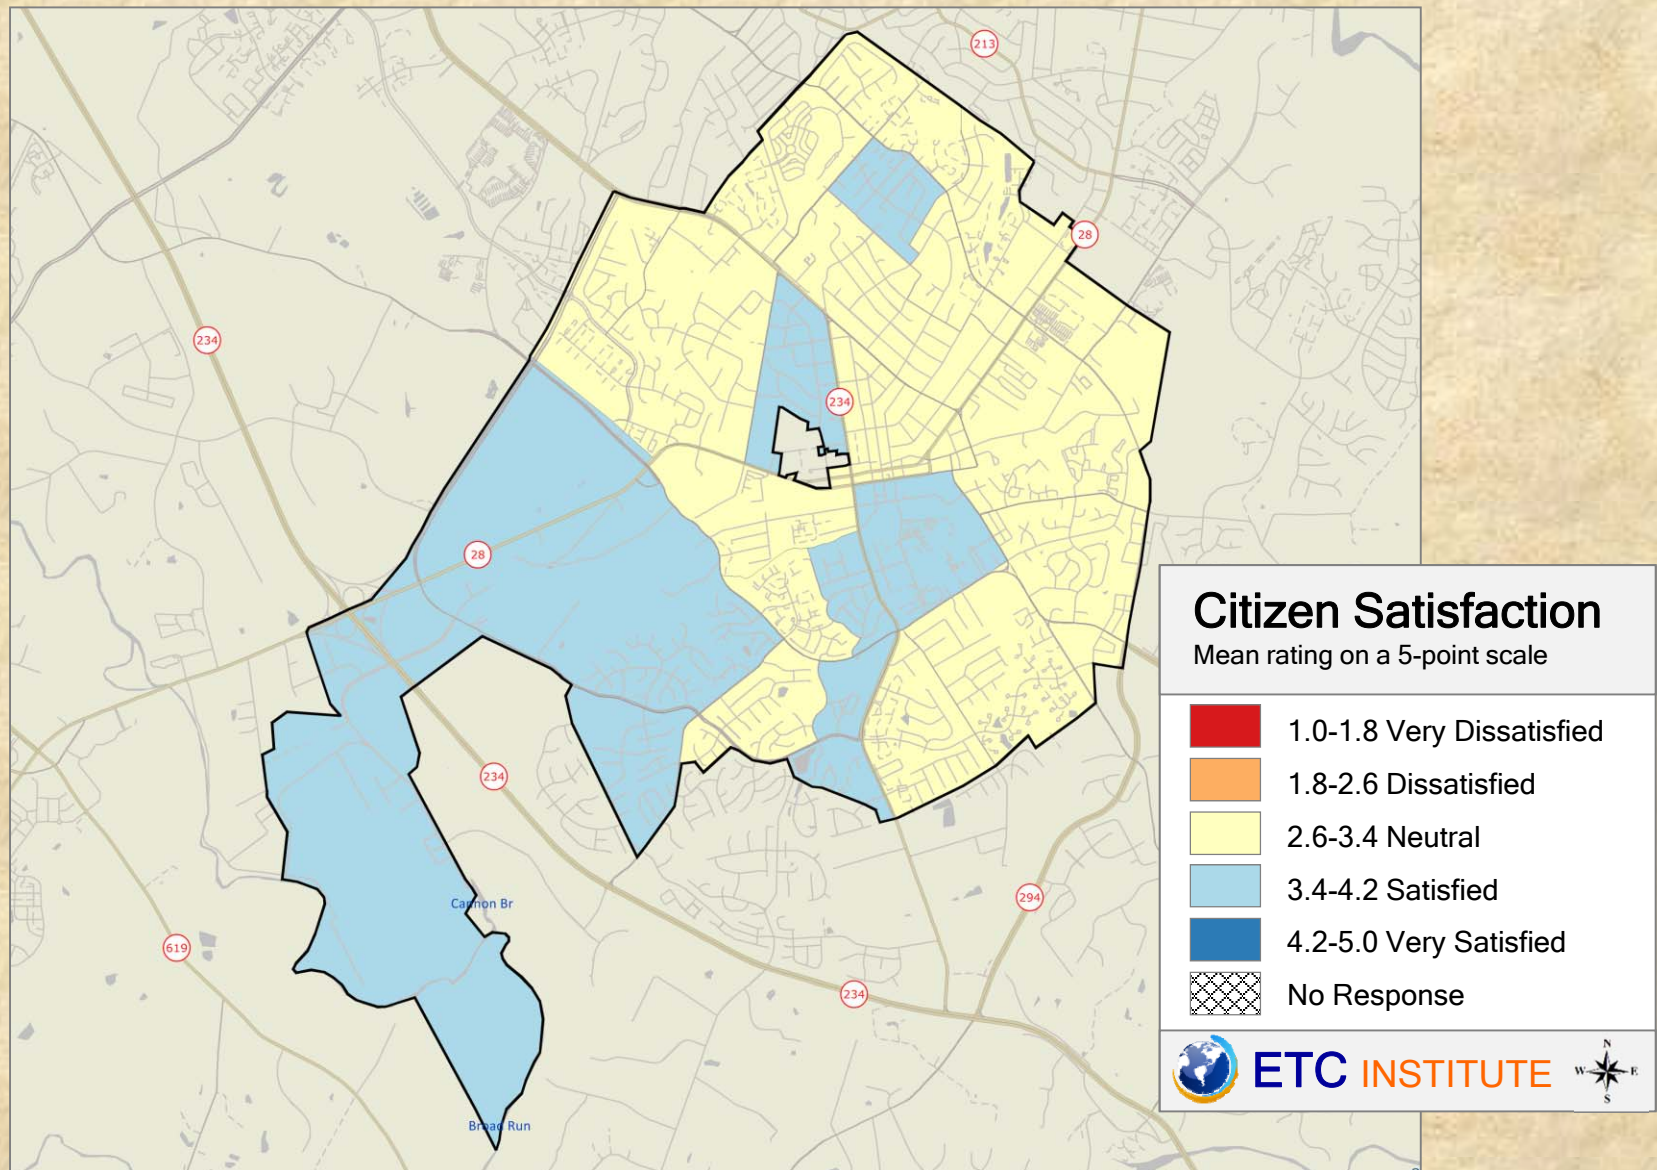 213
28
234
234
28
234
Cannon Br
294
619
234
Broad Run
Citizen Satisfaction
Mean rating on a 5-point scale
1.0-1.8 Very Dissatisfied
1.8-2.6 Dissatisfied
2.6-3.4 Neutral
3.4-4.2 Satisfied
4.2-5.0 Very Satisfied
No Response
ETC INSTITUTE
N
W E
S